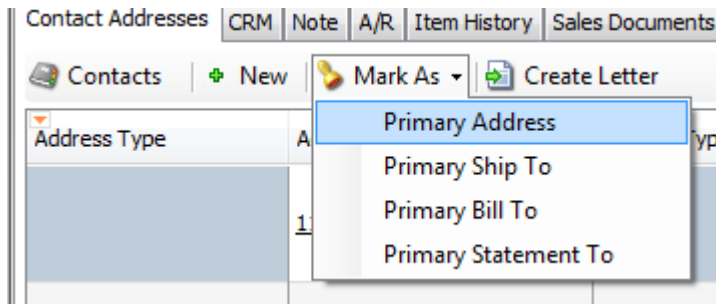 Contact Addresses CRM Note A/R Item History Sales Documents
Contacts New Mark As Create Letter
Address Type
Primary Address
Primary Ship To
Primary Bill To
Primary Statement To